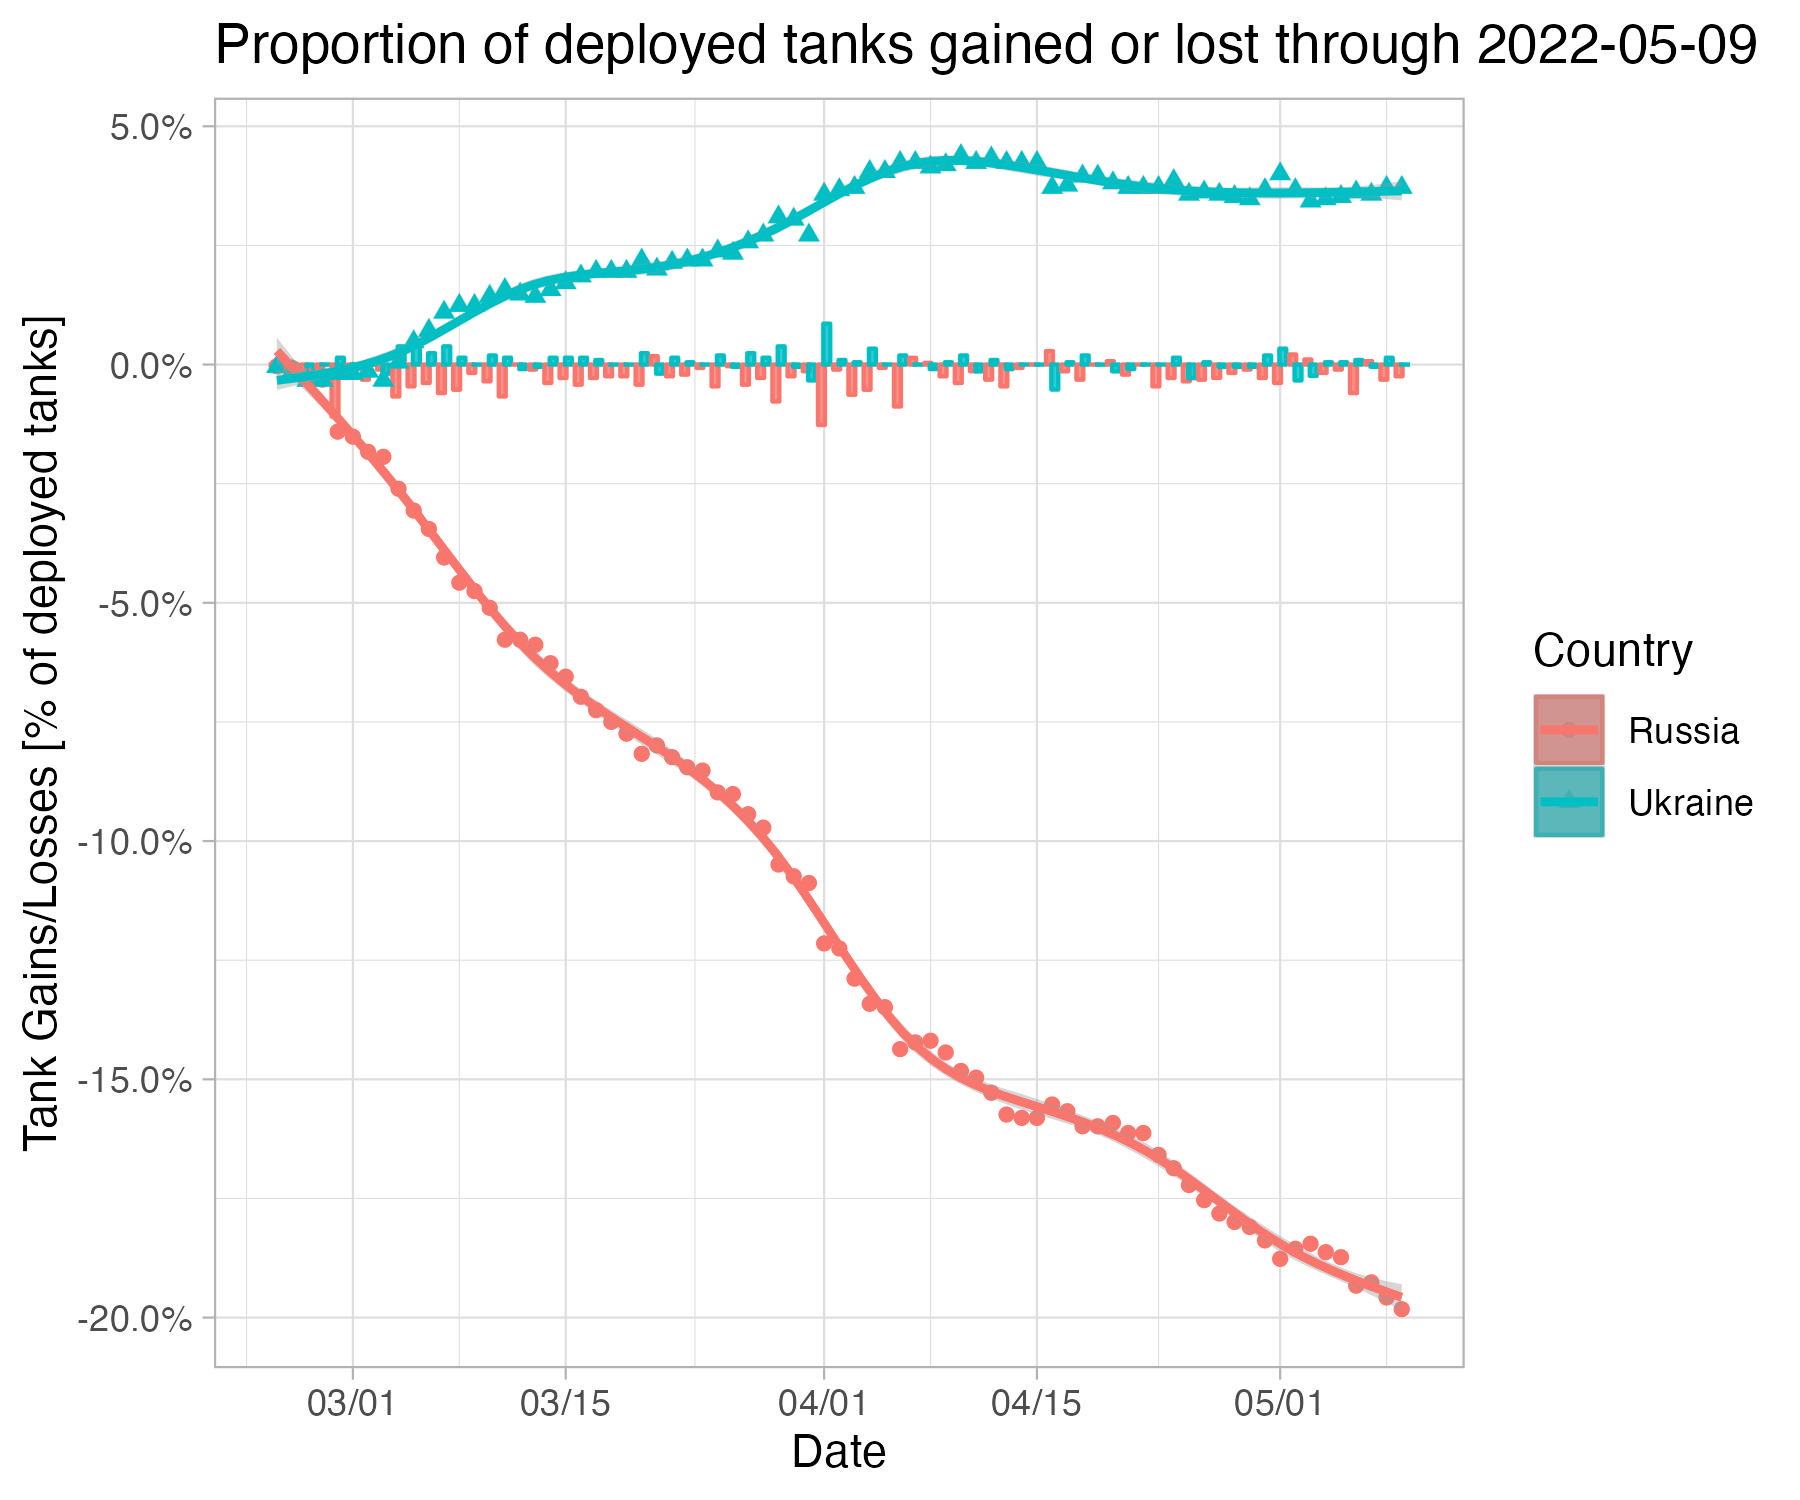 Proportion of deployed tanks gained or lost through 2022-05-09
Tank Gains/Losses [% of deployed tanks]
5.0%
0.0%
-5.0%
-10.0%
-15.0%
-20.0%
03/01
03/15
04/01
04/15
05/01
Date
Country
Russia
Ukraine